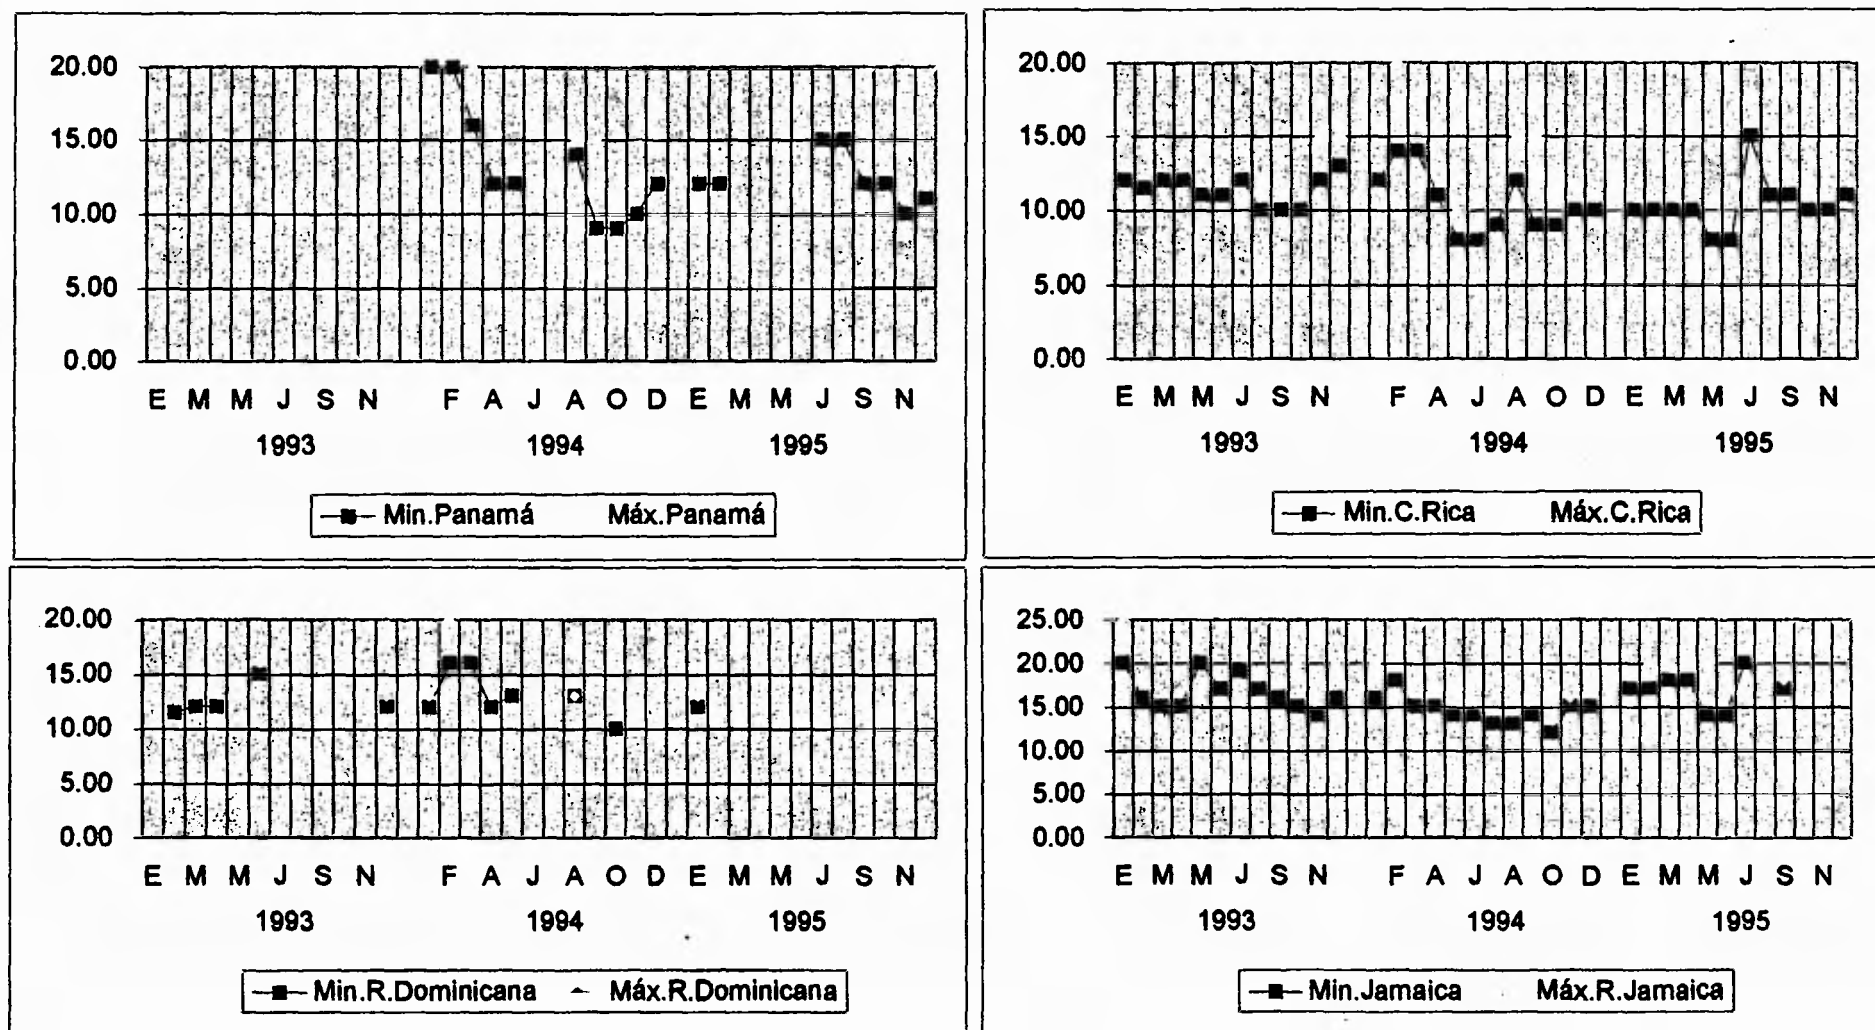 20.00
15.00
10.00
5.00
0.00
E M M J S N F A J A O D E M M J S N
1993 1994 1995
Min.Panamá Máx.Panamá
20.00
15.00
10.00
5.00
0.00
E M M J S N F A J A O D E M M J S N
1993 1994 1995
Min.C.Rica Máx.C.Rica
20.00
15.00
10.00
5.00
0.00
E M M J S N F A J A O D E M M J S N
1993 1994 1995
Min.R.Dominicana Máx.R.Dominicana
25.00
20.00
15.00
10.00
5.00
0.00
E M M J S N F A J A O D E M M J S N
1993 1994 1995
Min.Jamaica Máx.R.Jamaica